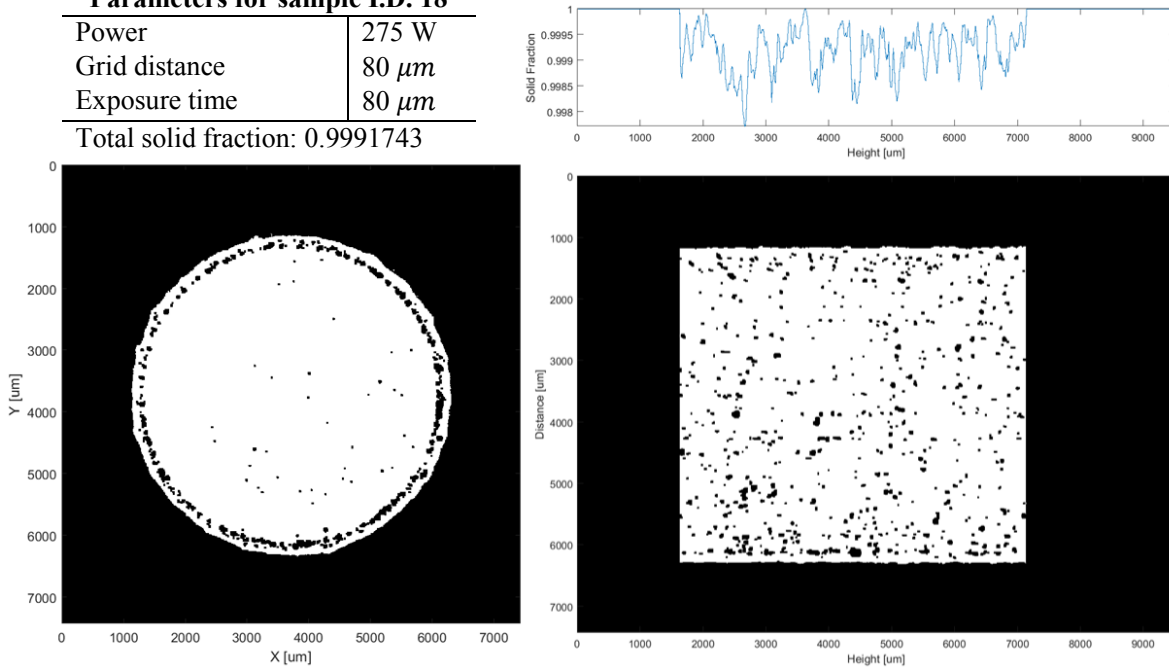 Parameters for sample I.D. 18
Power 275 W
Grid distance 80 μm
Exposure time 80 μm
Total solid fraction: 0.9991743
1
0.9995
0.999
0.9985
0.998
Solid Fraction
0 1000 2000 3000 4000 5000 6000 7000 8000 9000
Height [um]
0
1000
2000
3000
4000
5000
6000
7000
Y [um]
0 1000 2000 3000 4000 5000 6000 7000
X [um]
0
1000
2000
3000
4000
5000
6000
7000
Distance [um]
0 1000 2000 3000 4000 5000 6000 7000 8000 9000
Height [um]